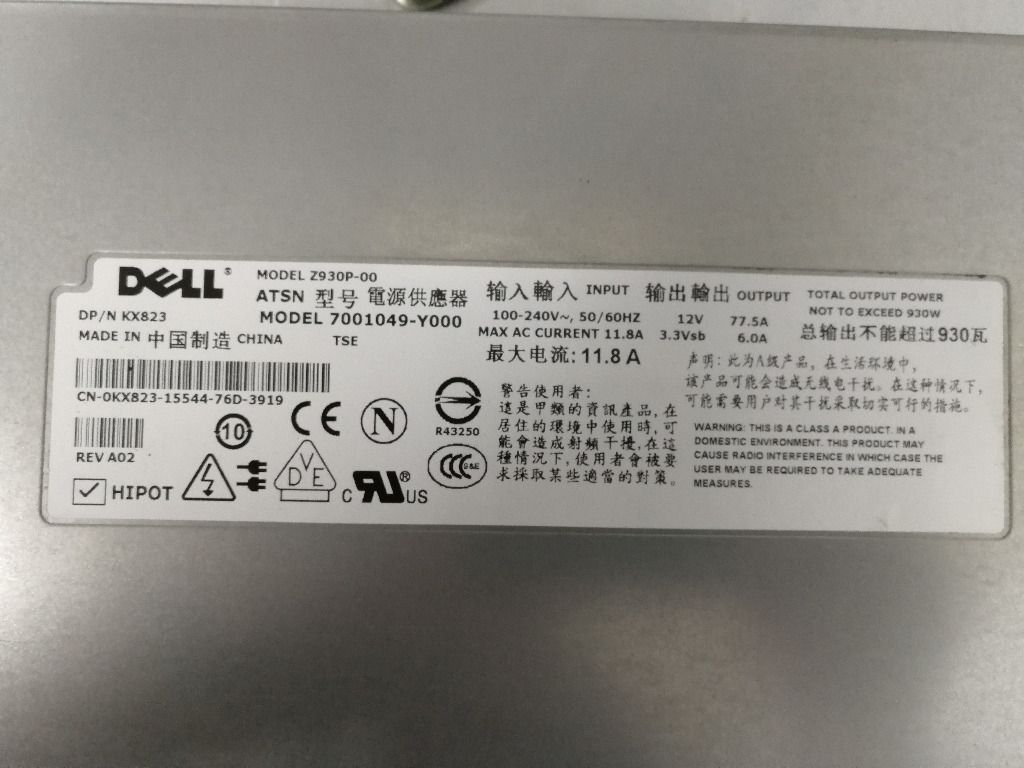 DELL®
MODEL Z930P-00
ATSN 型号 電源供應器
MODEL 7001049-Y000
TSE
DP/N KX823
MADE IN 中国制造 CHINA
CN-0KX823-15544-76D-3919
REV A02
HIPOT
10
CE
N
R43250
DVE
C UL® US
CCC S&E
输入輸入 INPUT
100-240V~, 50/60HZ
MAX AC CURRENT 11.8A
最大电流: 11.8A
输出輸出 OUTPUT
12V 77.5A
3.3Vsb 6.0A
TOTAL OUTPUT POWER
NOT TO EXCEED 930W
总输出不能超过930瓦
警告使用者:
這是甲類的資訊產品,在
居住的環境中使用時,可
能會造成射頻干擾,在這
種情況下,使用者會被要
求採取某些適當的對策。
声明: 此为A级产品, 在生活环境中,
该产品可能会造成无线电干扰。在这种情况下,
可能需要用户对其干扰采取切实可行的措施。
WARNING: THIS IS A CLASS A PRODUCT. IN A
DOMESTIC ENVIRONMENT. THIS PRODUCT MAY
CAUSE RADIO INTERFERENCE IN WHICH CASE THE
USER MAY BE REQUIRED TO TAKE ADEQUATE
MEASURES.